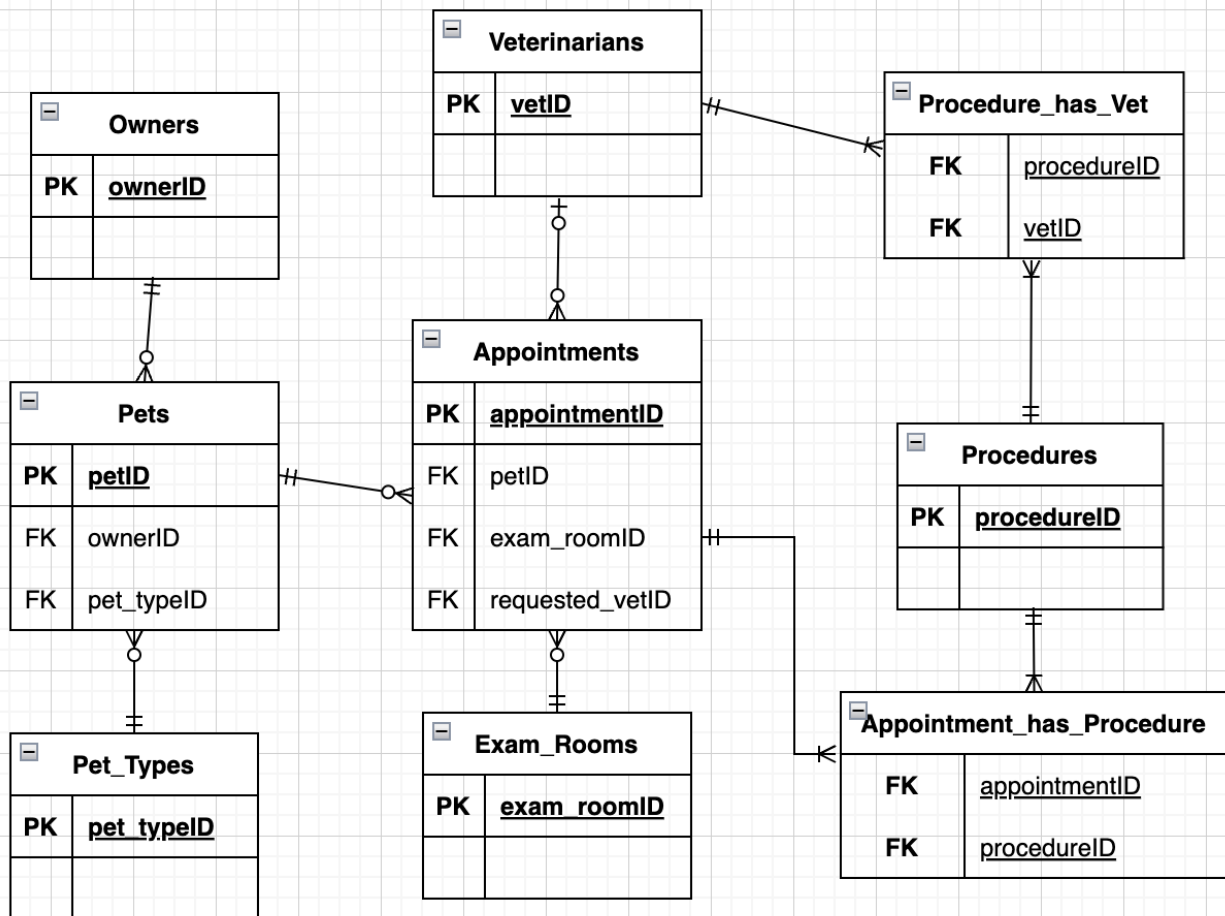 Veterinarians
PK vetID
Procedure_has_Vet
FK procedureID
FK vetID
Owners
PK ownerID
Appointments
PK appointmentID
FK petID
FK exam_roomID
FK requested_vetID
Pets
PK petID
FK ownerID
FK pet_typeID
Procedures
PK procedureID
Pet_Types
PK pet_typeID
Exam_Rooms
PK exam_roomID
Appointment_has_Procedure
FK appointmentID
FK procedureID